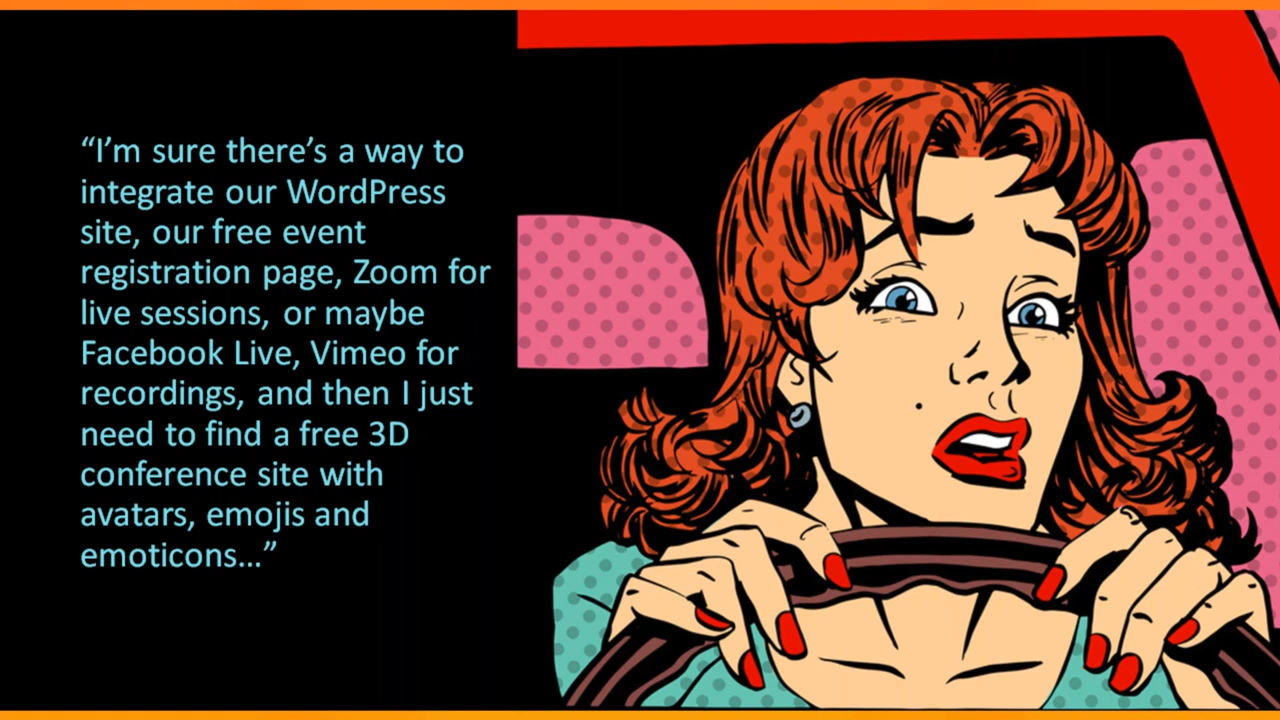 “I’m sure there’s a way to
integrate our WordPress
site, our free event
registration page, Zoom for
live sessions, or maybe
Facebook Live, Vimeo for
recordings, and then I just
need to find a free 3D
conference site with
avatars, emojis and
emoticons…”